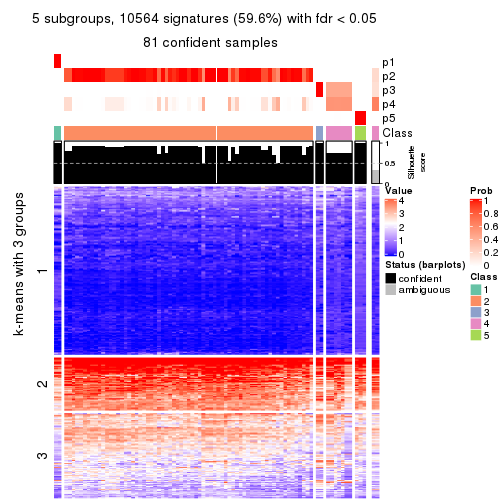 5 subgroups, 10564 signatures (59.6%) with fdr < 0.05
81 confident samples
p1
p2
p3
p4
p5
Class
1
0.5
0
Silhouette
score
k-means with 3 groups
1
2
3
Value
4
3
2
1
0
Status (barplots)
confident
ambiguous
Prob
1
0.8
0.6
0.4
0.2
0
Class
1
2
3
4
5